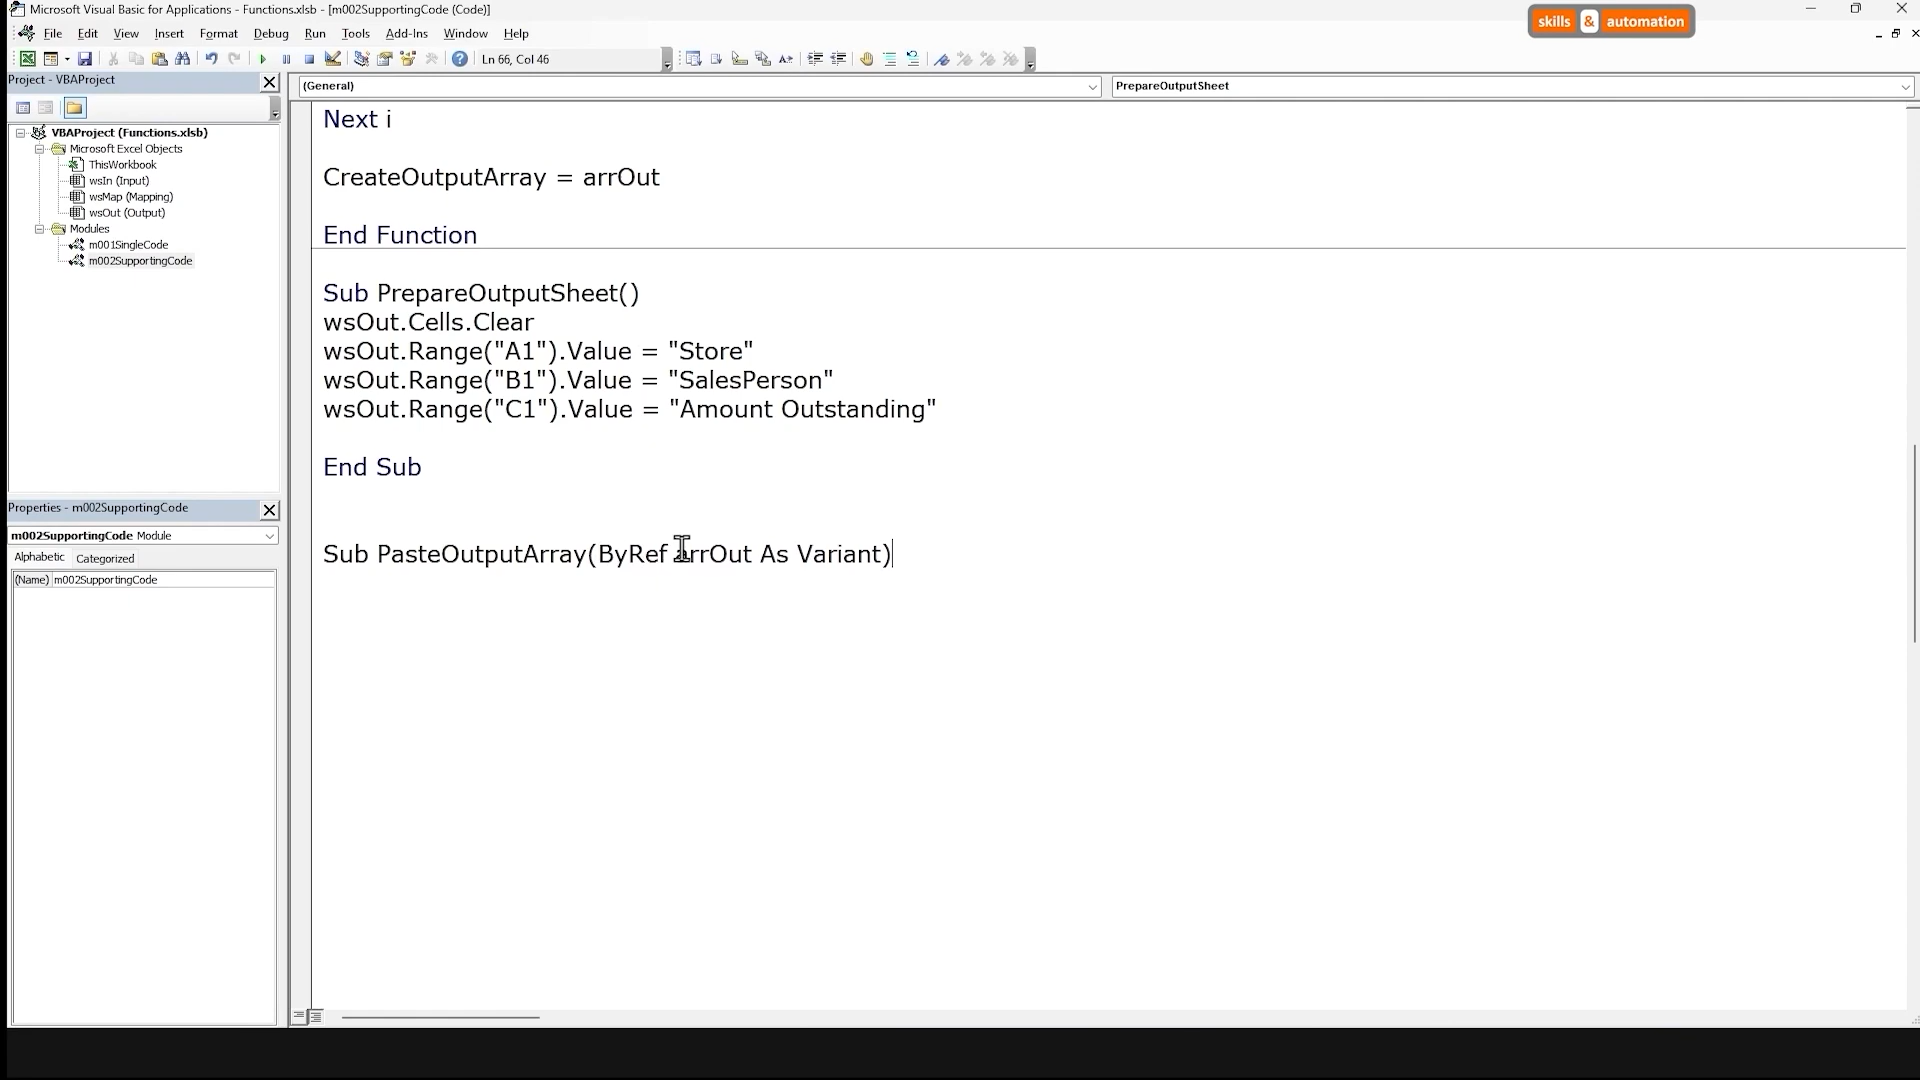 Microsoft Visual Basic for Applications - Functions.xlsb - [m002SupportingCode (Code)]
skills & automation
File Edit View Insert Format Debug Run Tools Add-Ins Window Help
Ln 66, Col 46
Project - VBAProject
(General)
PrepareOutputSheet
VBAProject (Functions.xlsb)
Microsoft Excel Objects
ThisWorkbook
wsIn (Input)
wsMap (Mapping)
wsOut (Output)
Modules
m001SingleCode
m002SupportingCode
Properties - m002SupportingCode
m002SupportingCode Module
Alphabetic Categorized
(Name) m002SupportingCode
Next i
CreateOutputArray = arrOut
End Function
Sub PrepareOutputSheet()
wsOut.Cells.Clear
wsOut.Range("A1").Value = "Store"
wsOut.Range("B1").Value = "SalesPerson"
wsOut.Range("C1").Value = "Amount Outstanding"
End Sub
Sub PasteOutputArray(ByRef arrOut As Variant)